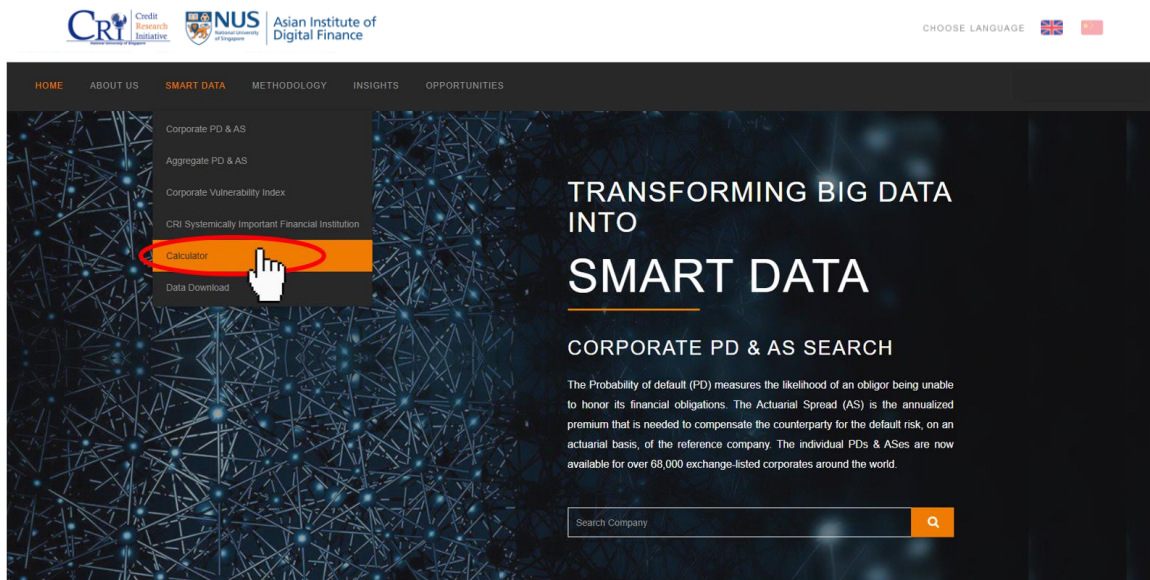 CRI
Credit
Research
Initiative
National University of Singapore
NUS
National University
of Singapore
Asian Institute of
Digital Finance
CHOOSE LANGUAGE
HOME ABOUT US SMART DATA METHODOLOGY INSIGHTS OPPORTUNITIES
Corporate PD & AS
Aggregate PD & AS
Corporate Vulnerability Index
CRI Systemically Important Financial Institution
Calculator
Data Download
TRANSFORMING BIG DATA
INTO
SMART DATA
CORPORATE PD & AS SEARCH
The Probability of default (PD) measures the likelihood of an obligor being unable
to honor its financial obligations. The Actuarial Spread (AS) is the annualized
premium that is needed to compensate the counterparty for the default risk, on an
actuarial basis, of the reference company. The individual PDs & ASes are now
available for over 68,000 exchange-listed corporates around the world.
Search Company